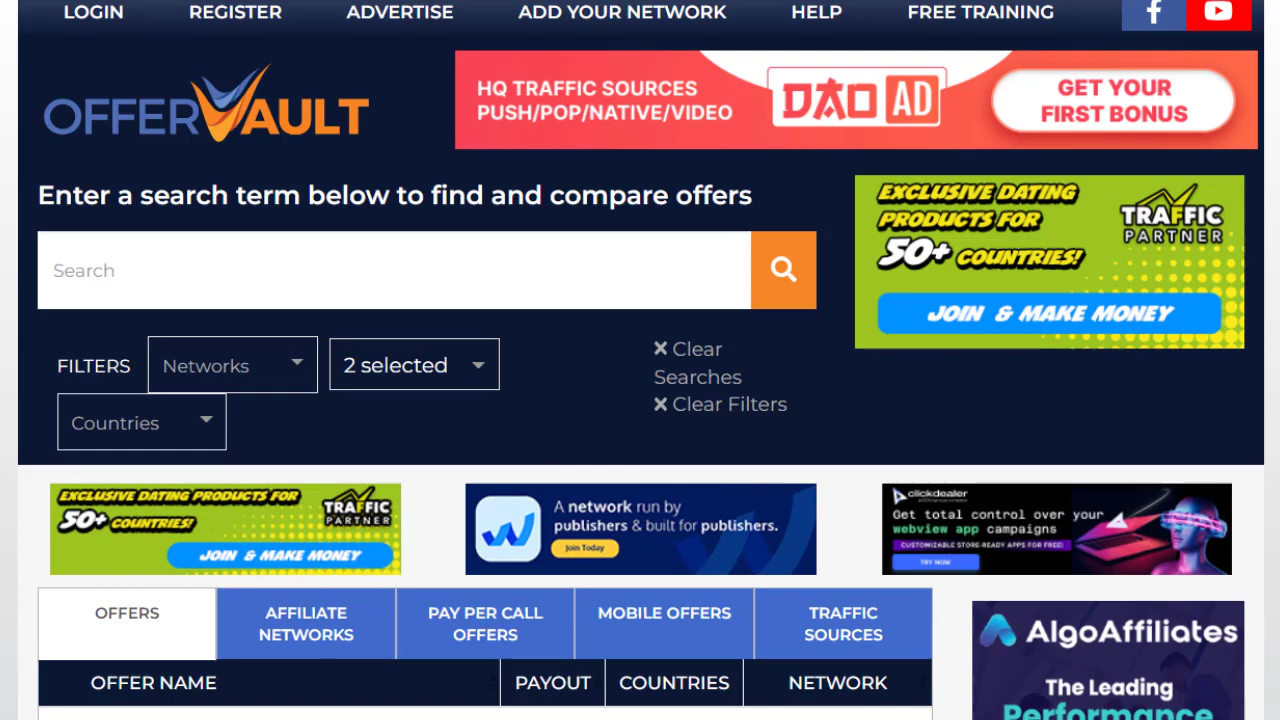 LOGIN
REGISTER
ADVERTISE
ADD YOUR NETWORK
HELP
FREE TRAINING
OFFERVAULT
HQ TRAFFIC SOURCES
PUSH/POP/NATIVE/VIDEO
DAO AD
GET YOUR
FIRST BONUS
Enter a search term below to find and compare offers
Search
EXCLUSIVE DATING
PRODUCTS FOR
50+ COUNTRIES!
TRAFFIC
PARTNER
JOIN & MAKE MONEY
FILTERS
Networks
2 selected
Countries
Clear
Searches
Clear Filters
EXCLUSIVE DATING PRODUCTS FOR
50+ COUNTRIES!
TRAFFIC
PARTNER
JOIN & MAKE MONEY
A network run by
publishers & built for publishers.
Join Today
clickdealer
Get total control over your
webview app campaigns
CUSTOMIZABLE STORE-READY APPS FOR FREE!
TRY NOW
OFFERS
AFFILIATE
NETWORKS
PAY PER CALL
OFFERS
MOBILE OFFERS
TRAFFIC
SOURCES
OFFER NAME
PAYOUT
COUNTRIES
NETWORK
AlgoAffiliates
The Leading
Performance